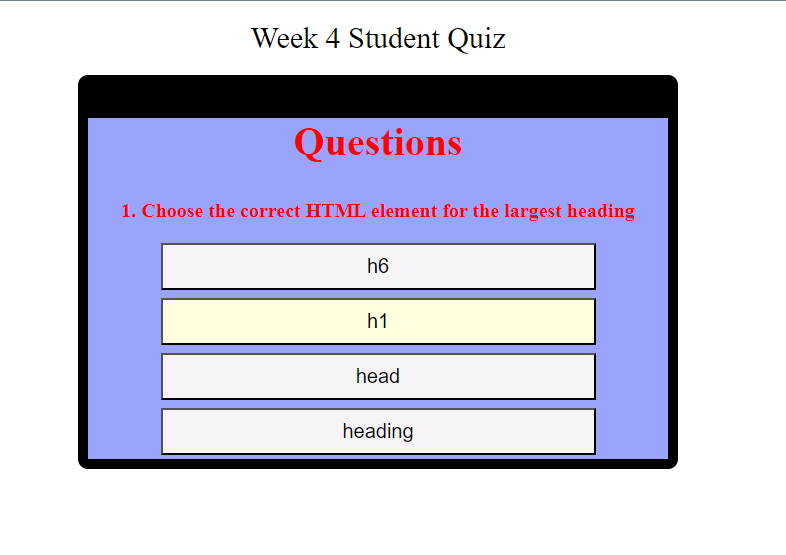 Week 4 Student Quiz
Questions
1. Choose the correct HTML element for the largest heading
h6
h1
head
heading